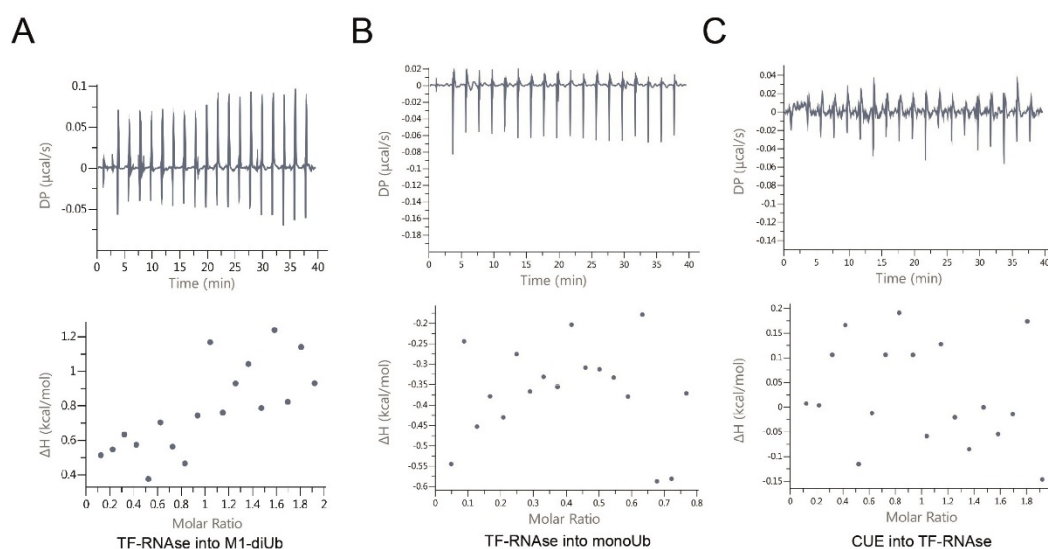 A
B
C
0.1
0.05
0
-0.05
DP (µcal/s)
0 5 10 15 20 25 30 35 40
Time (min)
0.02
0
-0.02
-0.04
-0.06
-0.08
-0.1
-0.12
-0.14
-0.16
-0.18
DP (µcal/s)
0 5 10 15 20 25 30 35 40
Time (min)
0.04
0.02
0
-0.02
-0.04
-0.06
-0.08
-0.1
-0.12
-0.14
DP (µcal/s)
0 5 10 15 20 25 30 35 40
Time (min)
1.2
1
0.8
0.6
0.4
ΔH (kcal/mol)
0 0.2 0.4 0.6 0.8 1 1.2 1.4 1.6 1.8 2
Molar Ratio
TF-RNAse into M1-diUb
-0.2
-0.25
-0.3
-0.35
-0.4
-0.45
-0.5
-0.55
-0.6
ΔH (kcal/mol)
0 0.1 0.2 0.3 0.4 0.5 0.6 0.7 0.8
Molar Ratio
TF-RNAse into monoUb
0.2
0.15
0.1
0.05
0
-0.05
-0.1
-0.15
ΔH (kcal/mol)
0 0.2 0.4 0.6 0.8 1 1.2 1.4 1.6 1.8
Molar Ratio
CUE into TF-RNAse